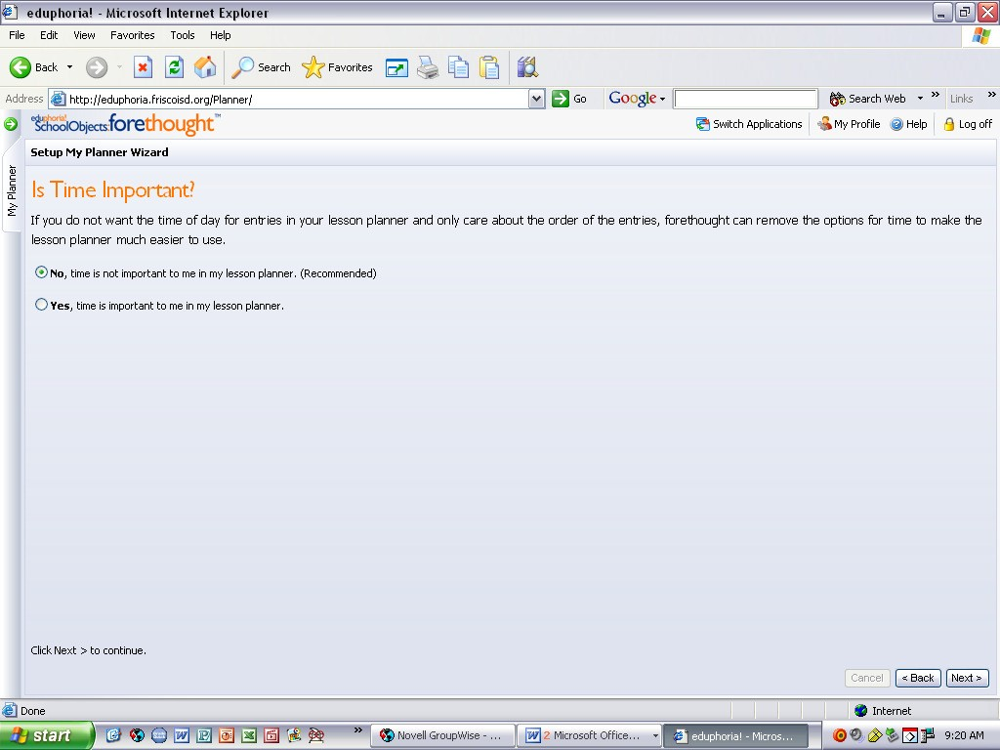 eduphoria! - Microsoft Internet Explorer
File Edit View Favorites Tools Help
Back Search Favorites
Address http://eduphoria.friscoisd.org/Planner/ Go Google Search Web » Links »
eduphoria! SchoolObjects:forethought™ Switch Applications My Profile Help Log off
My Planner
Setup My Planner Wizard
Is Time Important?
If you do not want the time of day for entries in your lesson planner and only care about the order of the entries, forethought can remove the options for time to make the
lesson planner much easier to use.
No, time is not important to me in my lesson planner. (Recommended)
Yes, time is important to me in my lesson planner.
Click Next > to continue.
Cancel < Back Next >
Done Internet
start » Novell GroupWise - ... 2 Microsoft Office... eduphoria! - Micros... 9:20 AM